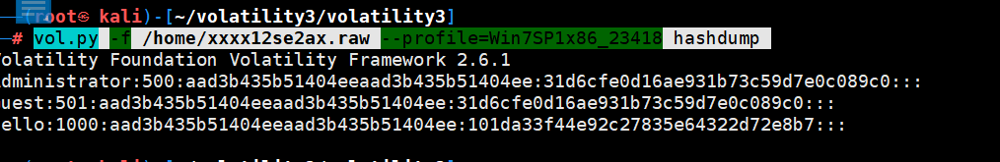 (root㉿ kali)-[~/volatility3/volatility3]
# vol.py -f /home/xxxx12se2ax.raw --profile=Win7SP1x86_23418 hashdump
olatility Foundation Volatility Framework 2.6.1
dministrator:500:aad3b435b51404eeaad3b435b51404ee:31d6cfe0d16ae931b73c59d7e0c089c0:::
uest:501:aad3b435b51404eeaad3b435b51404ee:31d6cfe0d16ae931b73c59d7e0c089c0:::
ello:1000:aad3b435b51404eeaad3b435b51404ee:101da33f44e92c27835e64322d72e8b7:::